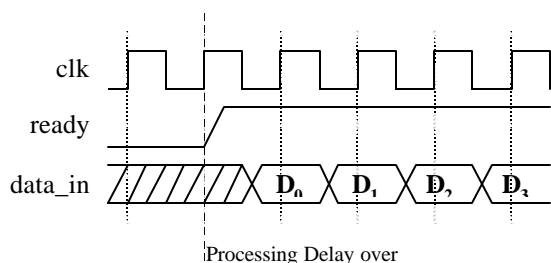 clk
ready
data_in D₀ D₁ D₂ D₃
Processing Delay over